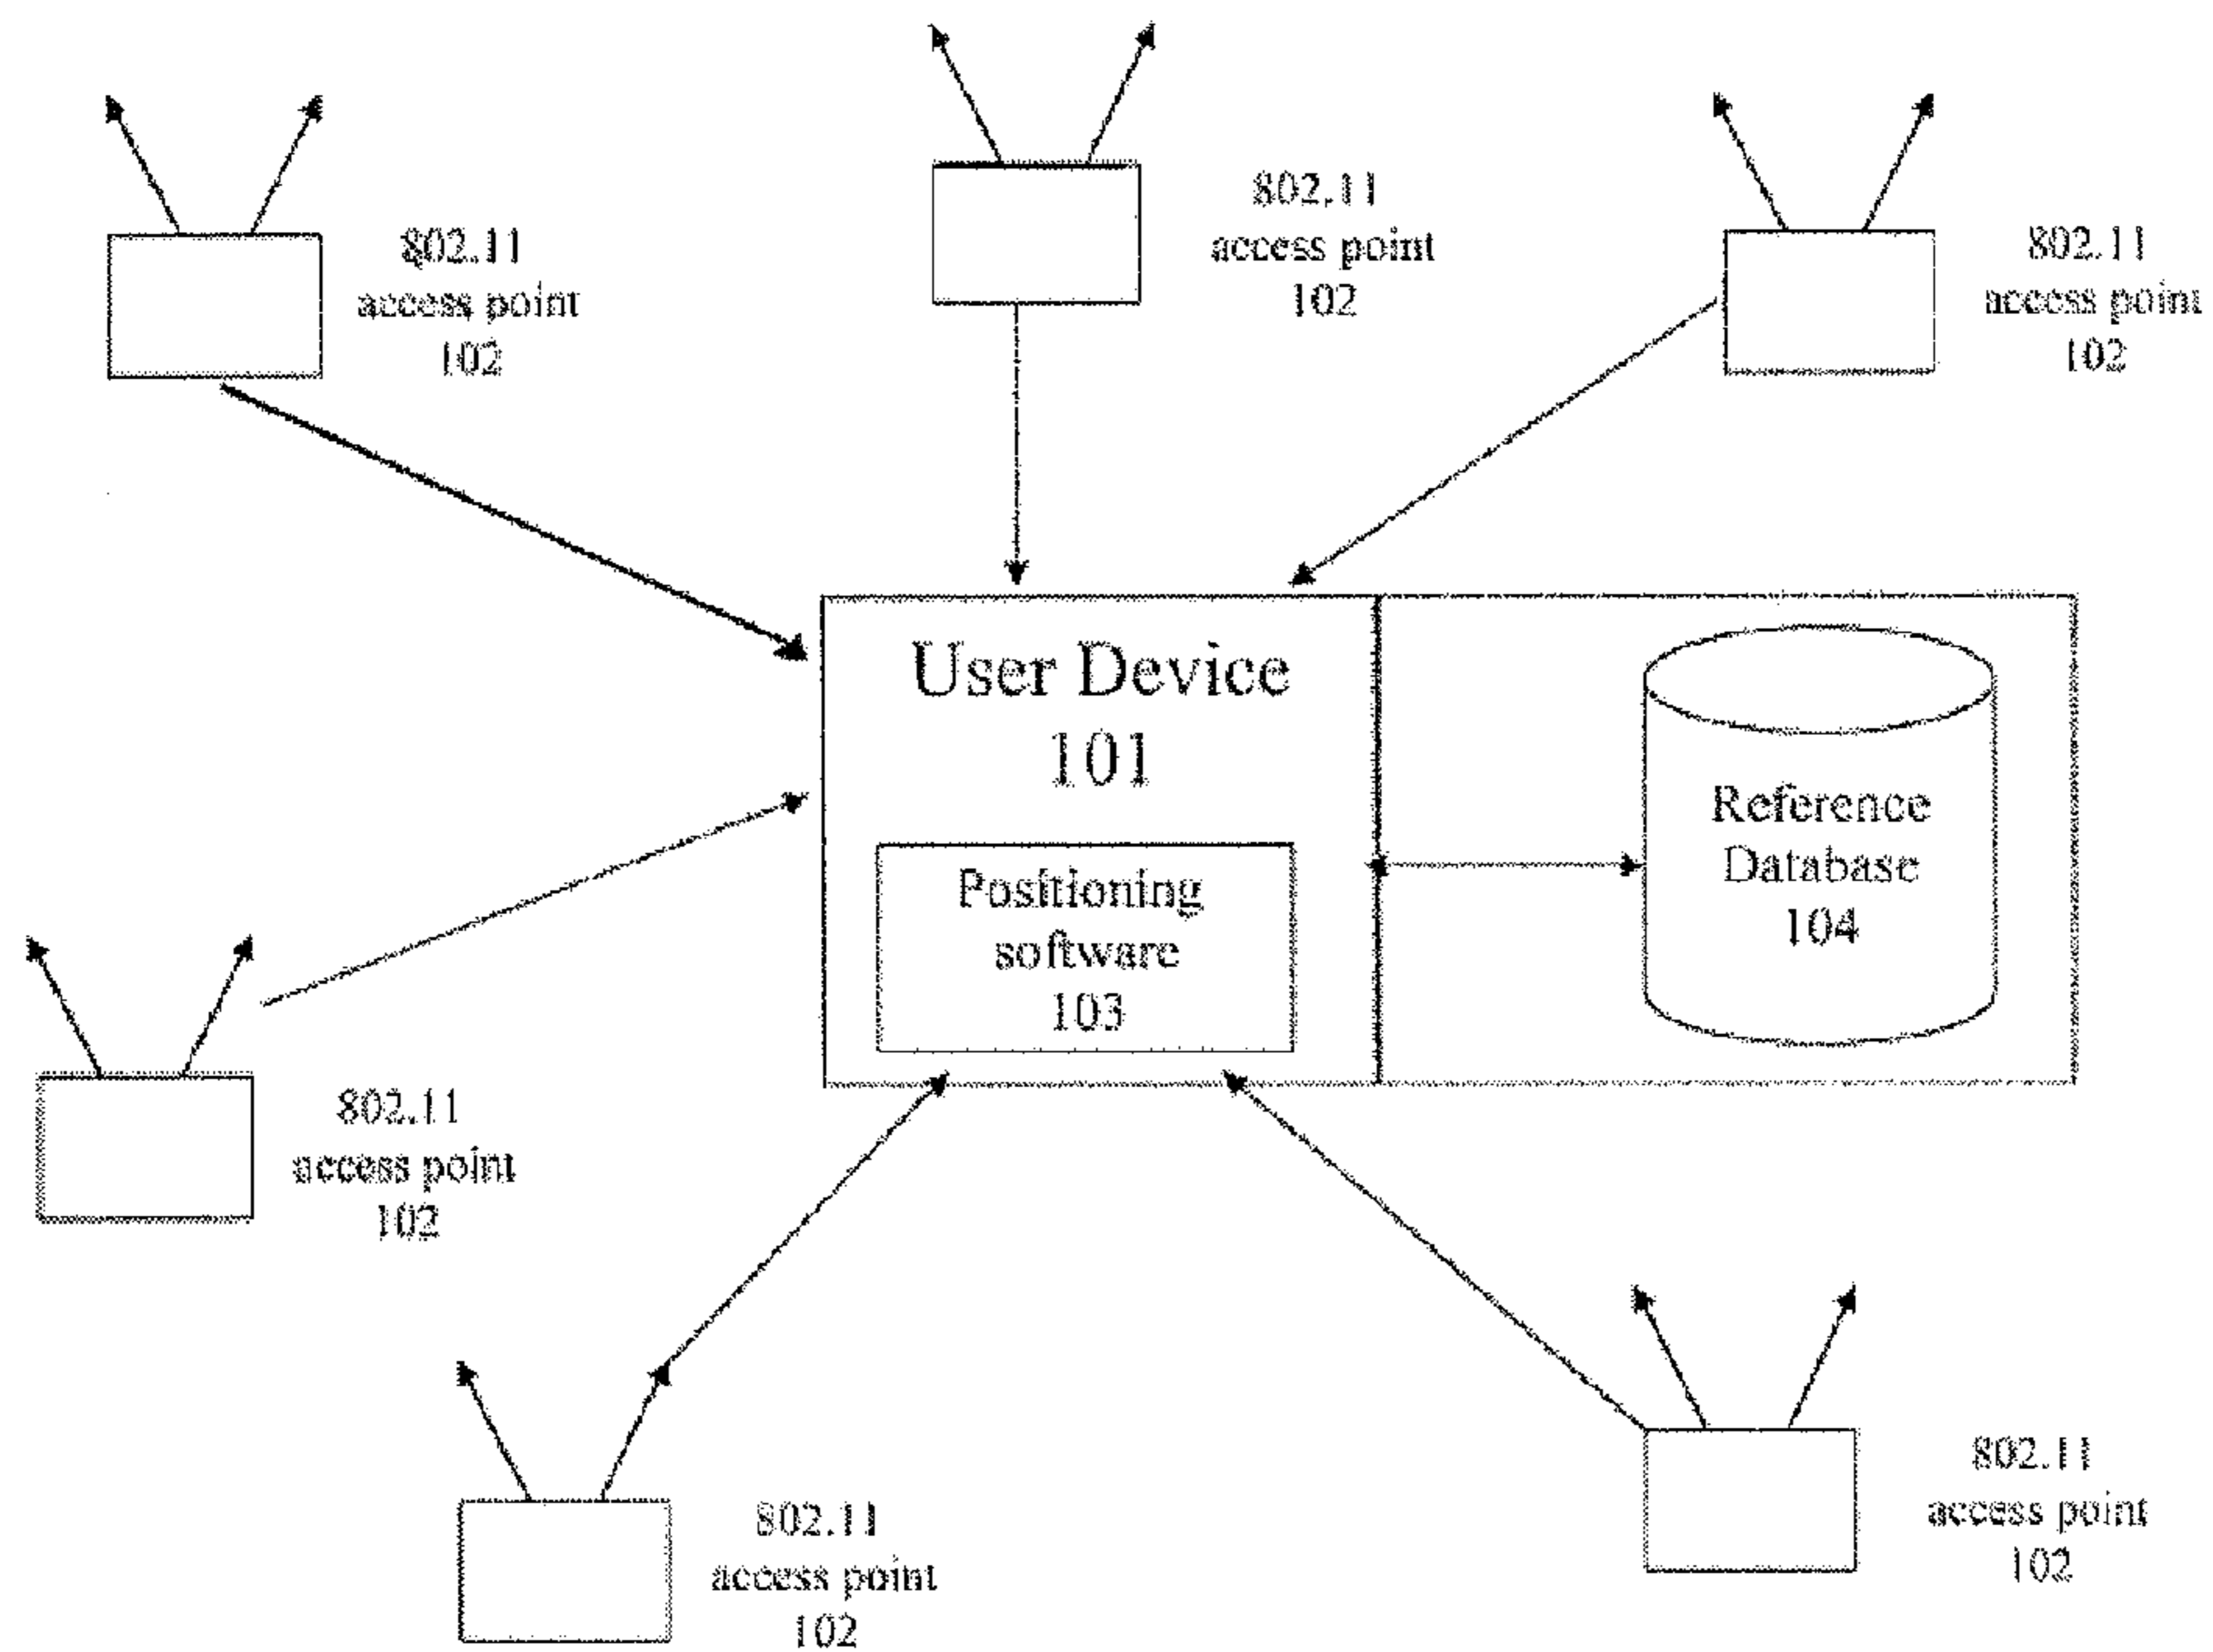 802.11
access point
102
802.11
access point
102
802.11
access point
102
User Device
101
Positioning
software
103
Reference
Database
104
802.11
access point
102
802.11
access point
102
802.11
access point
102